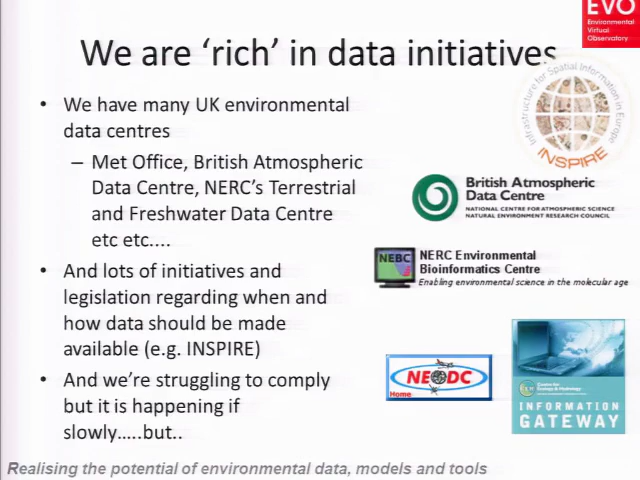 EVO
Environmental
Virtual
Observatory
We are ‘rich’ in data initiatives
• We have many UK environmental
data centres
– Met Office, British Atmospheric
Data Centre, NERC’s Terrestrial
and Freshwater Data Centre
etc etc....
• And lots of initiatives and
legislation regarding when and
how data should be made
available (e.g. INSPIRE)
• And we’re struggling to comply
but it is happening if
slowly…..but..
Infrastructure for Spatial Information in Europe
INSPIRE
British Atmospheric
Data Centre
NATIONAL CENTRE FOR ATMOSPHERIC SCIENCE
NATURAL ENVIRONMENT RESEARCH COUNCIL
NEBC
NERC Environmental
Bioinformatics Centre
Enabling environmental science in the molecular age
NEODC
Home
Centre for
Ecology & Hydrology
INFORMATION
GATEWAY
Realising the potential of environmental data, models and tools